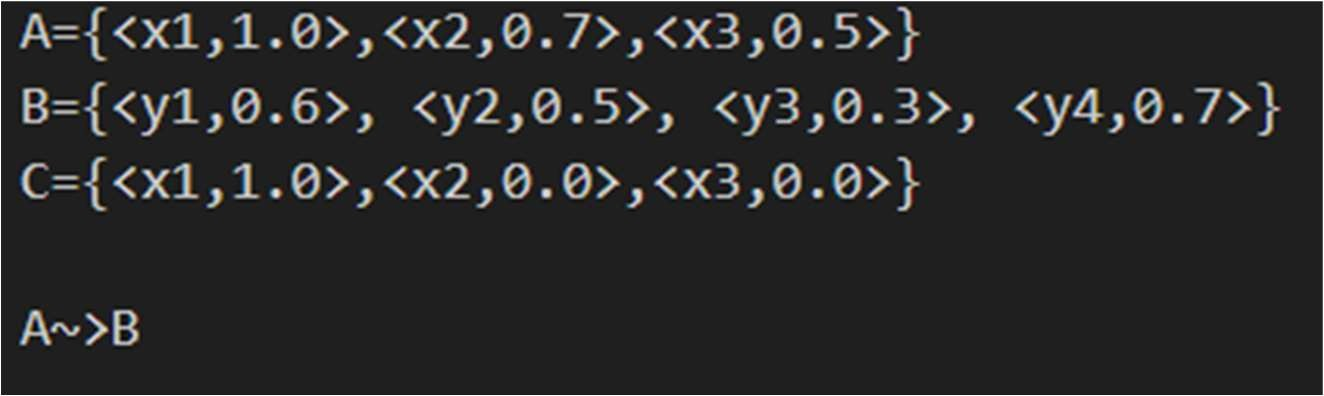 A={<x1,1.0>,<x2,0.7>,<x3,0.5>}
B={<y1,0.6>, <y2,0.5>, <y3,0.3>, <y4,0.7>}
C={<x1,1.0>,<x2,0.0>,<x3,0.0>}
A~>B